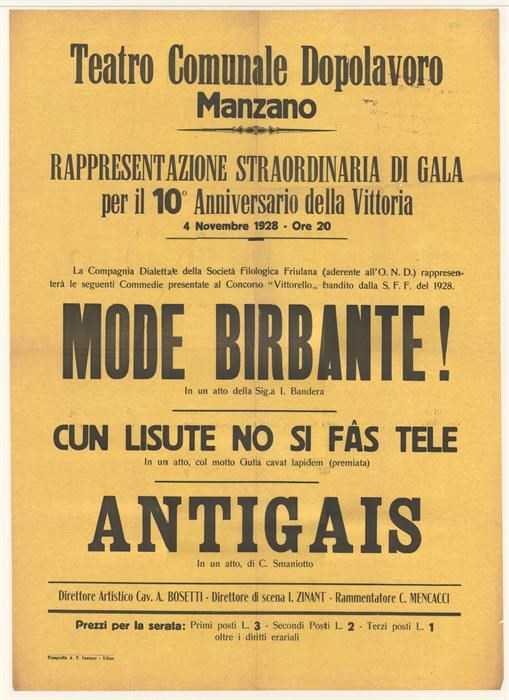 Teatro Comunale Dopolavoro
Manzano
RAPPRESENTAZIONE STRAORDINARIA DI GALA
per il 10° Anniversario della Vittoria
4 Novembre 1928 - Ore 20
La Compagnia Dialettale della Società Filologica Friulana (aderente all'O. N. D.) rappresen-
terà le seguenti Commedie presentate al Concorso "Vittorello„ bandito dalla S. F. F. del 1928.
MODE BIRBANTE!
In un atto della Sig.a I. Bandera
CUN LISUTE NO SI FÂS TELE
In un atto, col motto Gutta cavat lapidem (premiata)
ANTIGAIS
In un atto, di C. Smaniotto
Direttore Artistico Cav. A. BOSETTI - Direttore di scena I. ZINANT - Rammentatore C. MENCACCI
Prezzi per la serata: Primi posti L. 3 - Secondi Posti L. 2 - Terzi posti L. 1
oltre i diritti erariali
Tipografia A. F. Cantoni - Udine